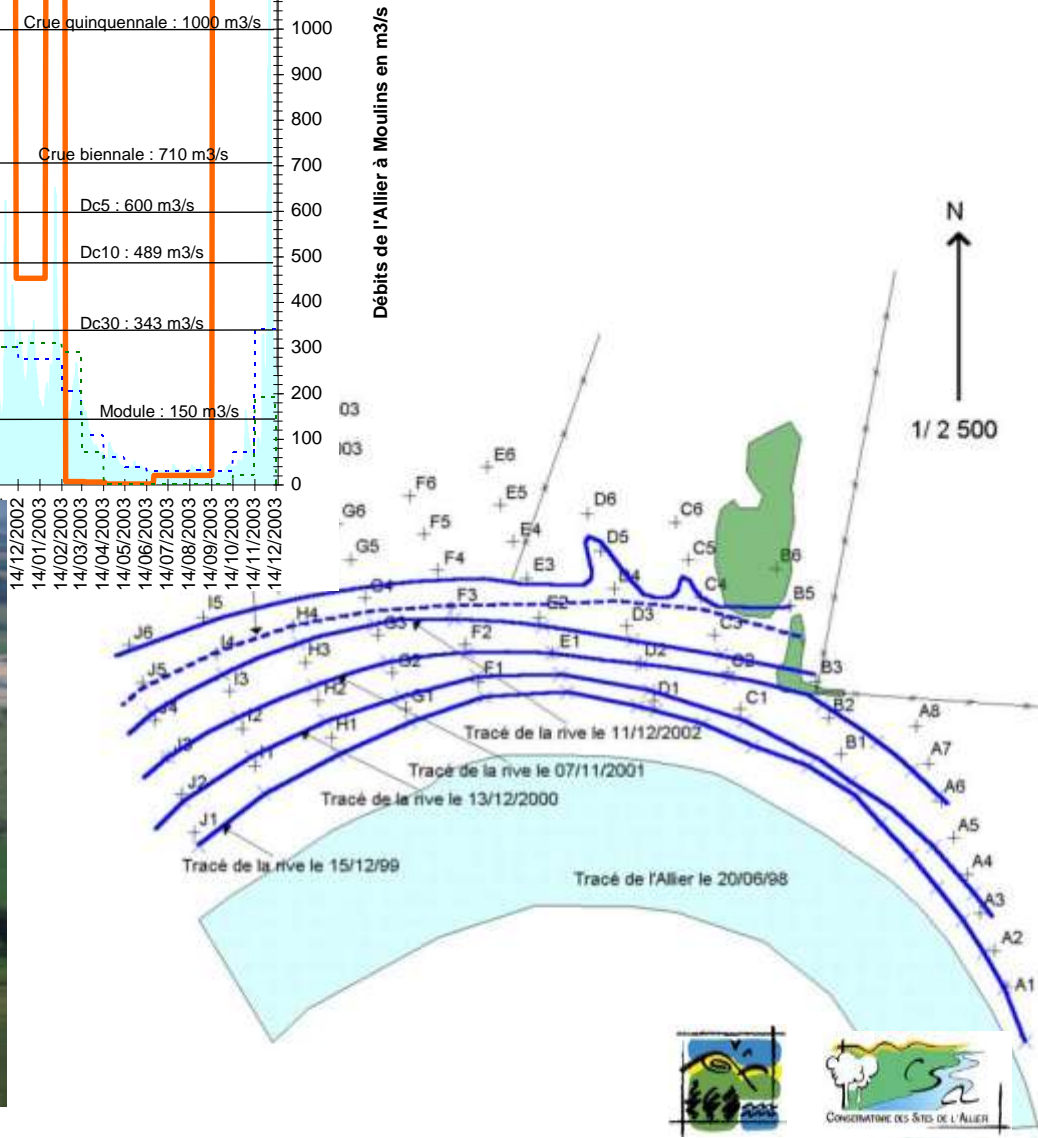 Crue quinquennale : 1000 m3/s
Crue biennale : 710 m3/s
Dc5 : 600 m3/s
Dc10 : 489 m3/s
Dc30 : 343 m3/s
Module : 150 m3/s
1000
900
800
700
600
500
400
300
200
100
0
Débits de l'Allier à Moulins en m3/s
14/12/2002
14/01/2003
14/02/2003
14/03/2003
14/04/2003
14/05/2003
14/06/2003
14/07/2003
14/08/2003
14/09/2003
14/10/2003
14/11/2003
14/12/2003
N
1/ 2 500
03
03
E6
F6
E5
D6
C6
G6
F5
E4
D5
G5
F4
E3
D4
C5
B6
G4
F3
E2
D3
C4
B5
I5
H4
G3
F2
E1
D2
C3
J6
I4
H3
G2
F1
D1
C2
B3
J5
I3
H2
G1
C1
B2
A8
J4
I2
H1
B1
A7
J3
I1
A6
J2
A5
J1
A4
A3
A2
A1
Tracé de la rive le 11/12/2002
Tracé de la rive le 07/11/2001
Tracé de la rive le 13/12/2000
Tracé de la rive le 15/12/99
Tracé de l'Allier le 20/06/98
CONSERVATOIRE DES SITES DE L'ALLIER